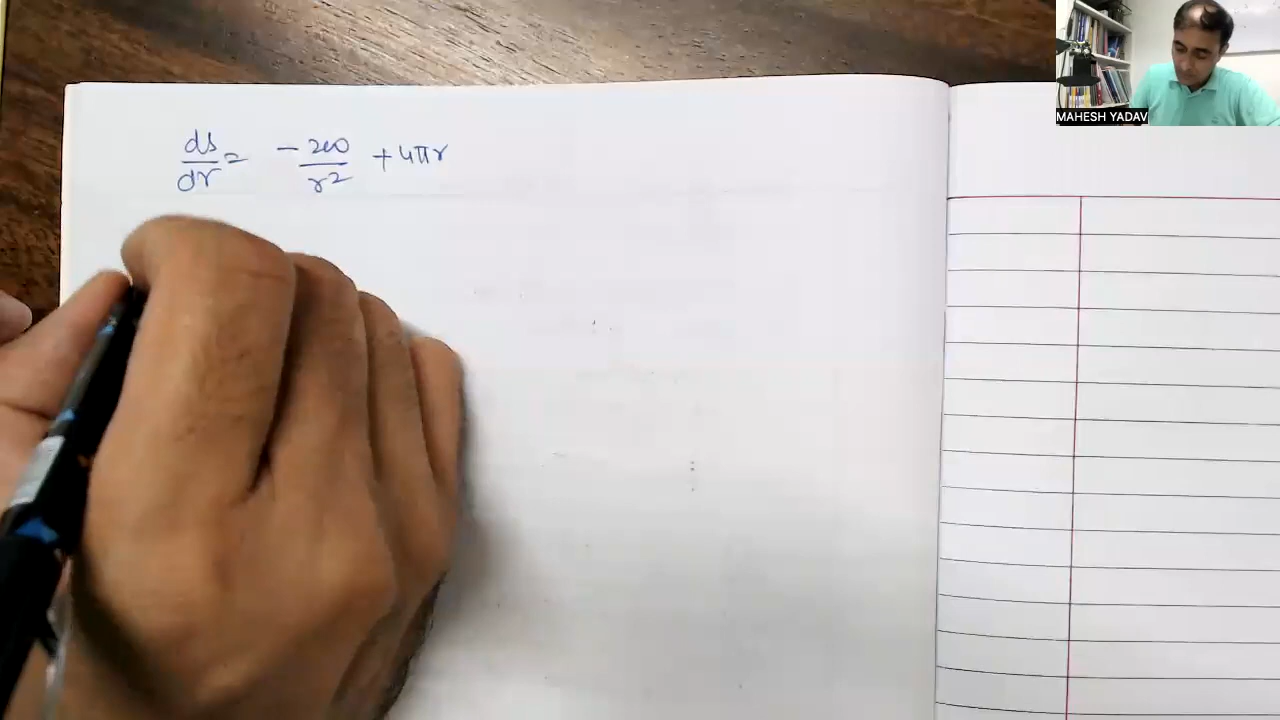 MAHESH YADAV
ds/dr = - 200/r² + 4πr